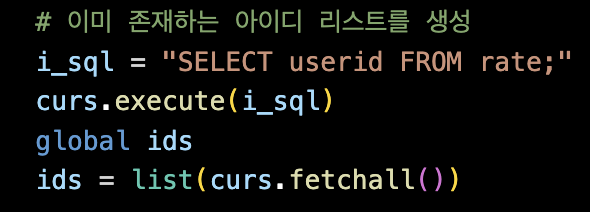 # 이미 존재하는 아이디 리스트를 생성
i_sql = "SELECT userid FROM rate;"
curs.execute(i_sql)
global ids
ids = list(curs.fetchall())